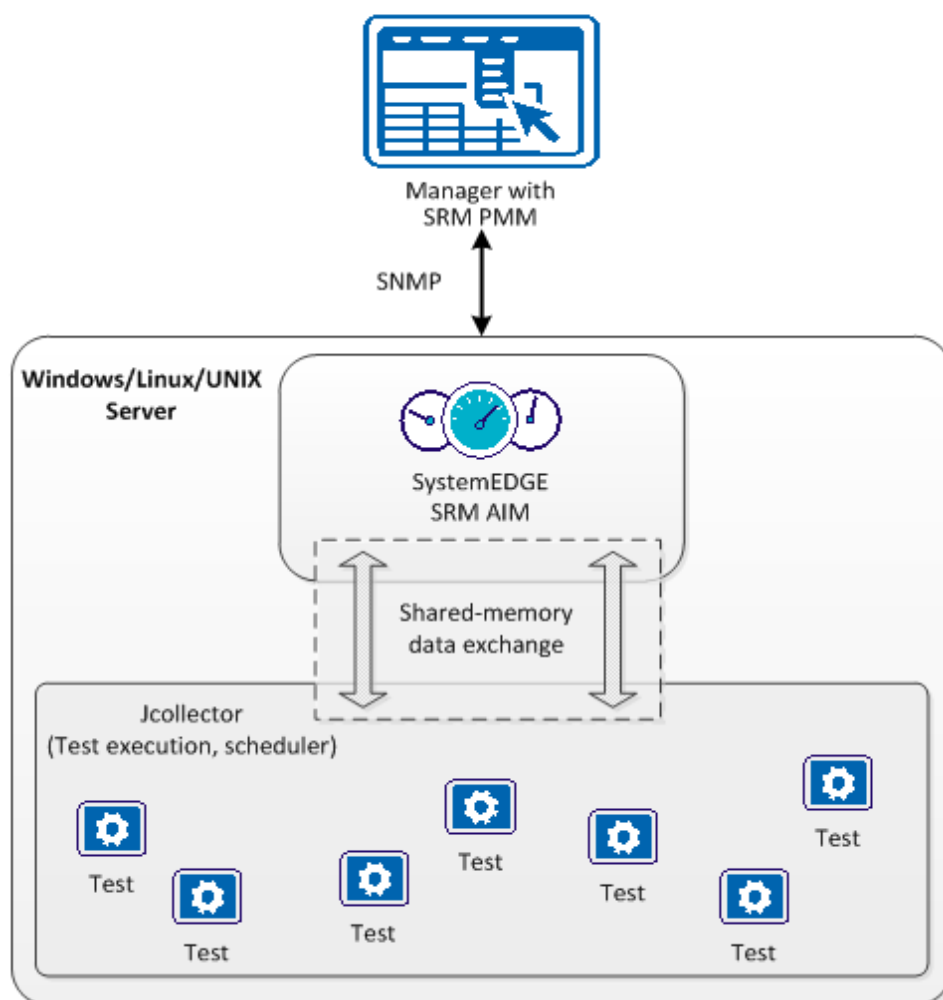 Manager with
SRM PMM
SNMP
Windows/Linux/UNIX
Server
SystemEDGE
SRM AIM
Shared-memory
data exchange
Jcollector
(Test execution, scheduler)
Test
Test
Test
Test
Test
Test
Test